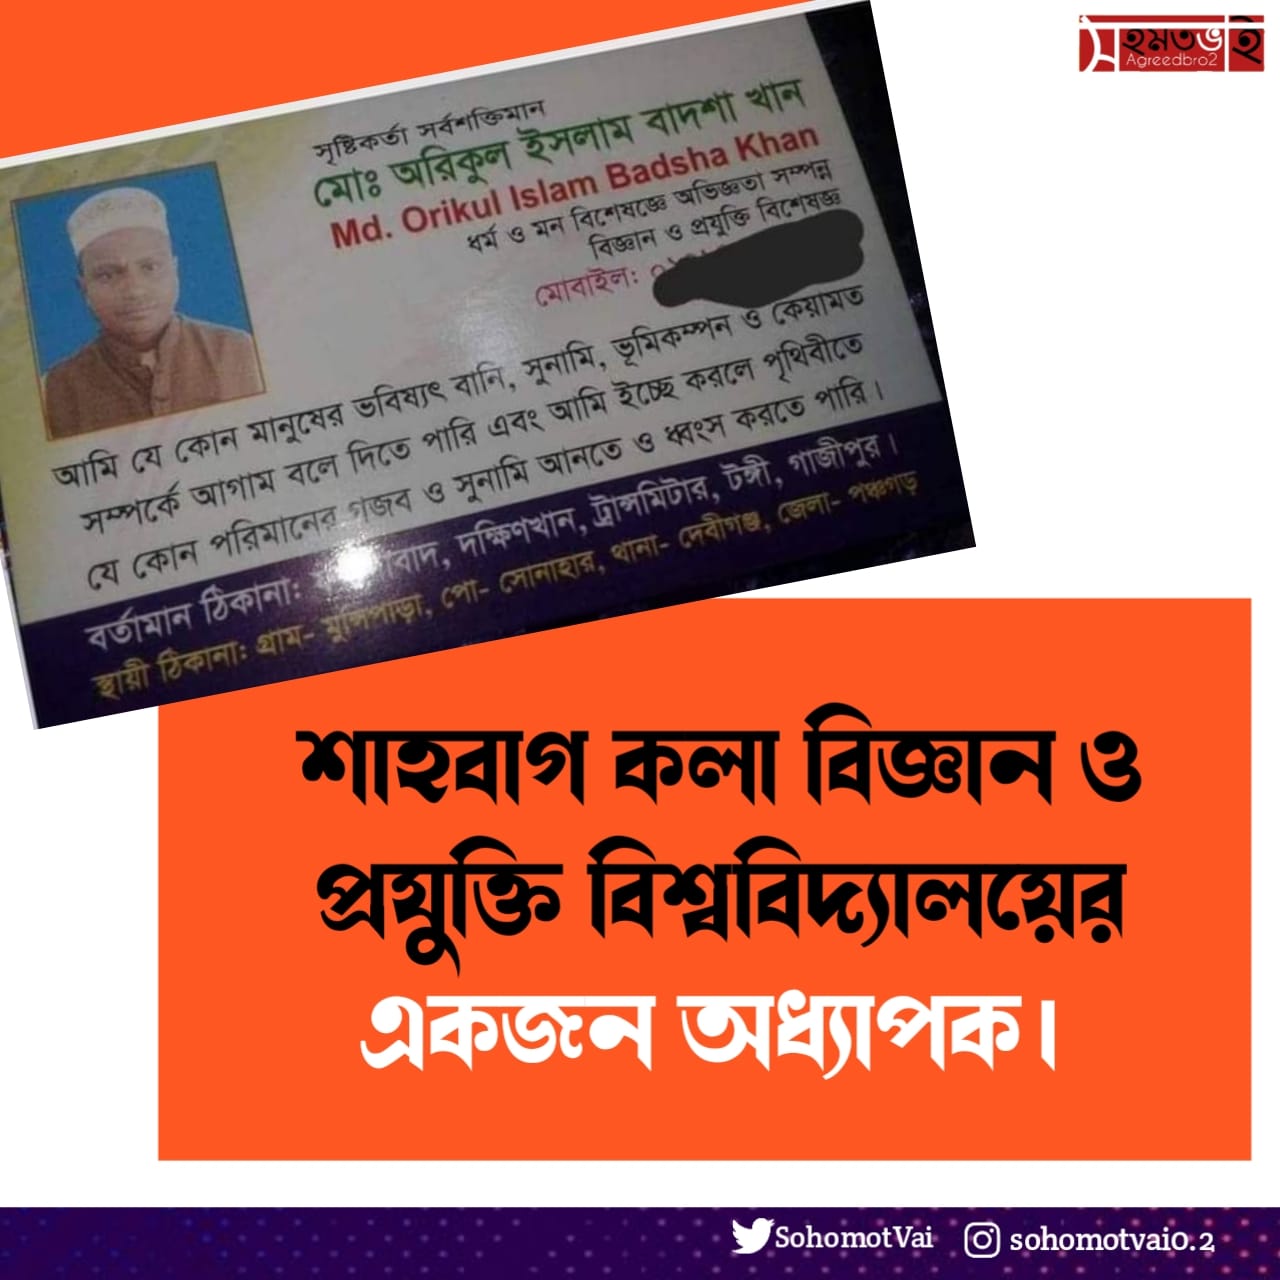 সহমতভাই
Agreedbro2
সৃষ্টিকর্তা সর্বশক্তিমান
মোঃ অরিকুল ইসলাম বাদশা খান
Md. Orikul Islam Badsha Khan
ধর্ম ও মন বিশেষজ্ঞে অভিজ্ঞতা সম্পন্ন
বিজ্ঞান ও প্রযুক্তি বিশেষজ্ঞ
মোবাইল:
আমি যে কোন মানুষের ভবিষ্যৎ বানি, সুনামি, ভূমিকম্পন ও কেয়ামত
সম্পর্কে আগাম বলে দিতে পারি এবং আমি ইচ্ছে করলে পৃথিবীতে
যে কোন পরিমানের গজব ও সুনামি আনতে ও ধ্বংস করতে পারি।
বর্তামান ঠিকানা: দক্ষিণখান, ট্রান্সমিটার, টঙ্গী, গাজীপুর।
স্থায়ী ঠিকানা: গ্রাম- মুন্সিপাড়া, পো- সোনাহার, থানা- দেবীগঞ্জ, জেলা- পঞ্চগড়
শাহবাগ কলা বিজ্ঞান ও
প্রযুক্তি বিশ্ববিদ্যালয়ের
একজন অধ্যাপক।
SohomotVai sohomotvai0.2